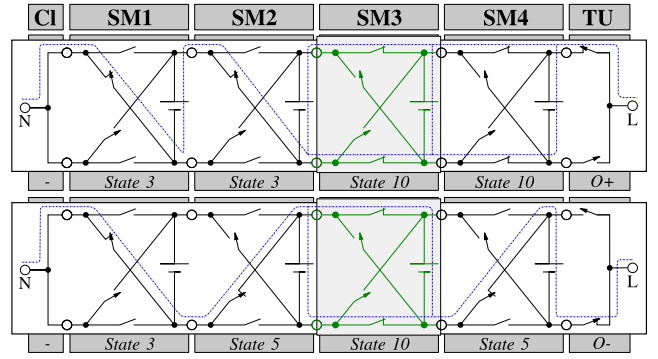 Cl SM1 SM2 SM3 SM4 TU
N L
- State 3 State 3 State 10 State 10 O+
N L
- State 3 State 5 State 10 State 5 O-